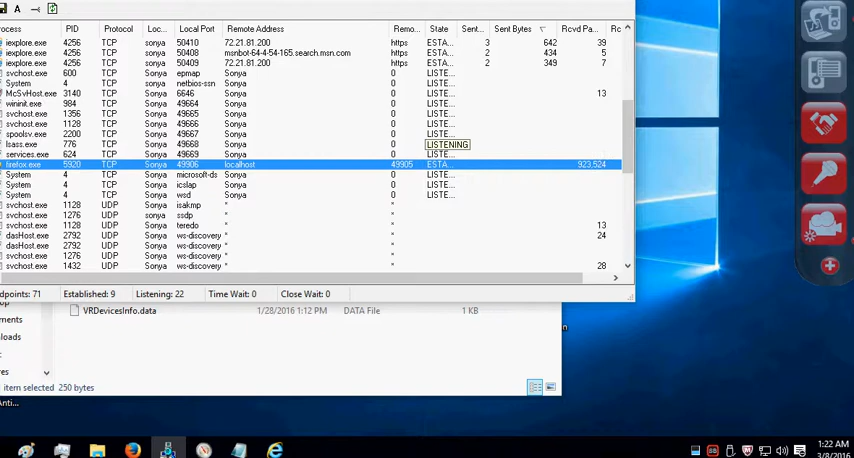 A
rocess PID Protocol Loc... Local Port Remote Address Remo... State Sent... Sent Bytes Rcvd Pa... Rc
iexplore.exe 4256 TCP sonya 50410 72.21.81.200 https ESTA... 3 642 39
iexplore.exe 4256 TCP sonya 50408 msnbot-64-4-54-165.search.msn.com https ESTA... 2 434 5
iexplore.exe 4256 TCP sonya 50409 72.21.81.200 https ESTA... 2 349 7
svchost.exe 600 TCP Sonya epmap Sonya 0 LISTE...
System 4 TCP sonya netbios-ssn Sonya 0 LISTE...
McSvHost.exe 3140 TCP Sonya 6646 Sonya 0 LISTE... 13
wininit.exe 984 TCP Sonya 49664 Sonya 0 LISTE...
svchost.exe 1356 TCP Sonya 49665 Sonya 0 LISTE...
svchost.exe 1128 TCP Sonya 49666 Sonya 0 LISTE...
spoolsv.exe 2200 TCP Sonya 49667 Sonya 0 LISTE...
lsass.exe 776 TCP Sonya 49668 Sonya 0 LISTENING
services.exe 624 TCP Sonya 49669 Sonya 0 LISTE...
firefox.exe 5920 TCP Sonya 49906 localhost 49905 ESTA... 923,524
System 4 TCP Sonya microsoft-ds Sonya 0 LISTE...
System 4 TCP Sonya icslap Sonya 0 LISTE...
System 4 TCP Sonya wsd Sonya 0 LISTE...
svchost.exe 1128 UDP Sonya isakmp * *
svchost.exe 1276 UDP sonya ssdp * *
svchost.exe 1128 UDP Sonya teredo * * 13
dasHost.exe 2792 UDP Sonya ws-discovery * * 24
dasHost.exe 2792 UDP Sonya ws-discovery * *
svchost.exe 1276 UDP Sonya ws-discovery * *
svchost.exe 1432 UDP Sonya ws-discovery * * 28
dpoints: 71 Established: 9 Listening: 22 Time Wait: 0 Close Wait: 0
op
ments
loads
res
VRDevicesInfo.data 1/28/2016 1:12 PM DATA File 1 KB
n
item selected 250 bytes
Anti...
1:22 AM
3/8/2016